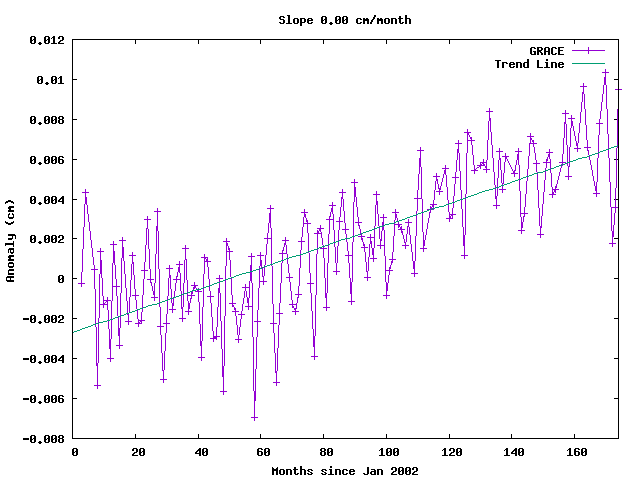 Slope 0.00 cm/month
GRACE
Trend Line
0.012
0.01
0.008
0.006
0.004
0.002
0
-0.002
-0.004
-0.006
-0.008
Anomaly (cm)
0 20 40 60 80 100 120 140 160
Months since Jan 2002